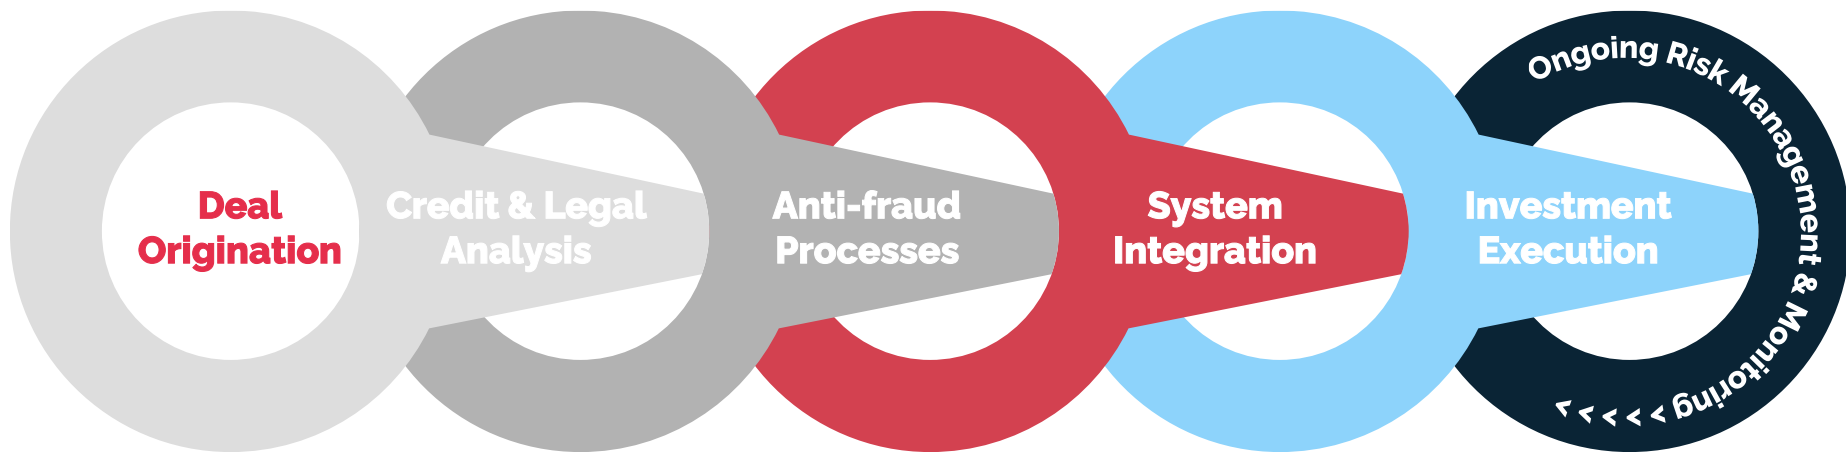 Deal
Origination
Credit & Legal
Analysis
Anti-fraud
Processes
System
Integration
Investment
Execution
Ongoing Risk Management & Monitoring > > > > >